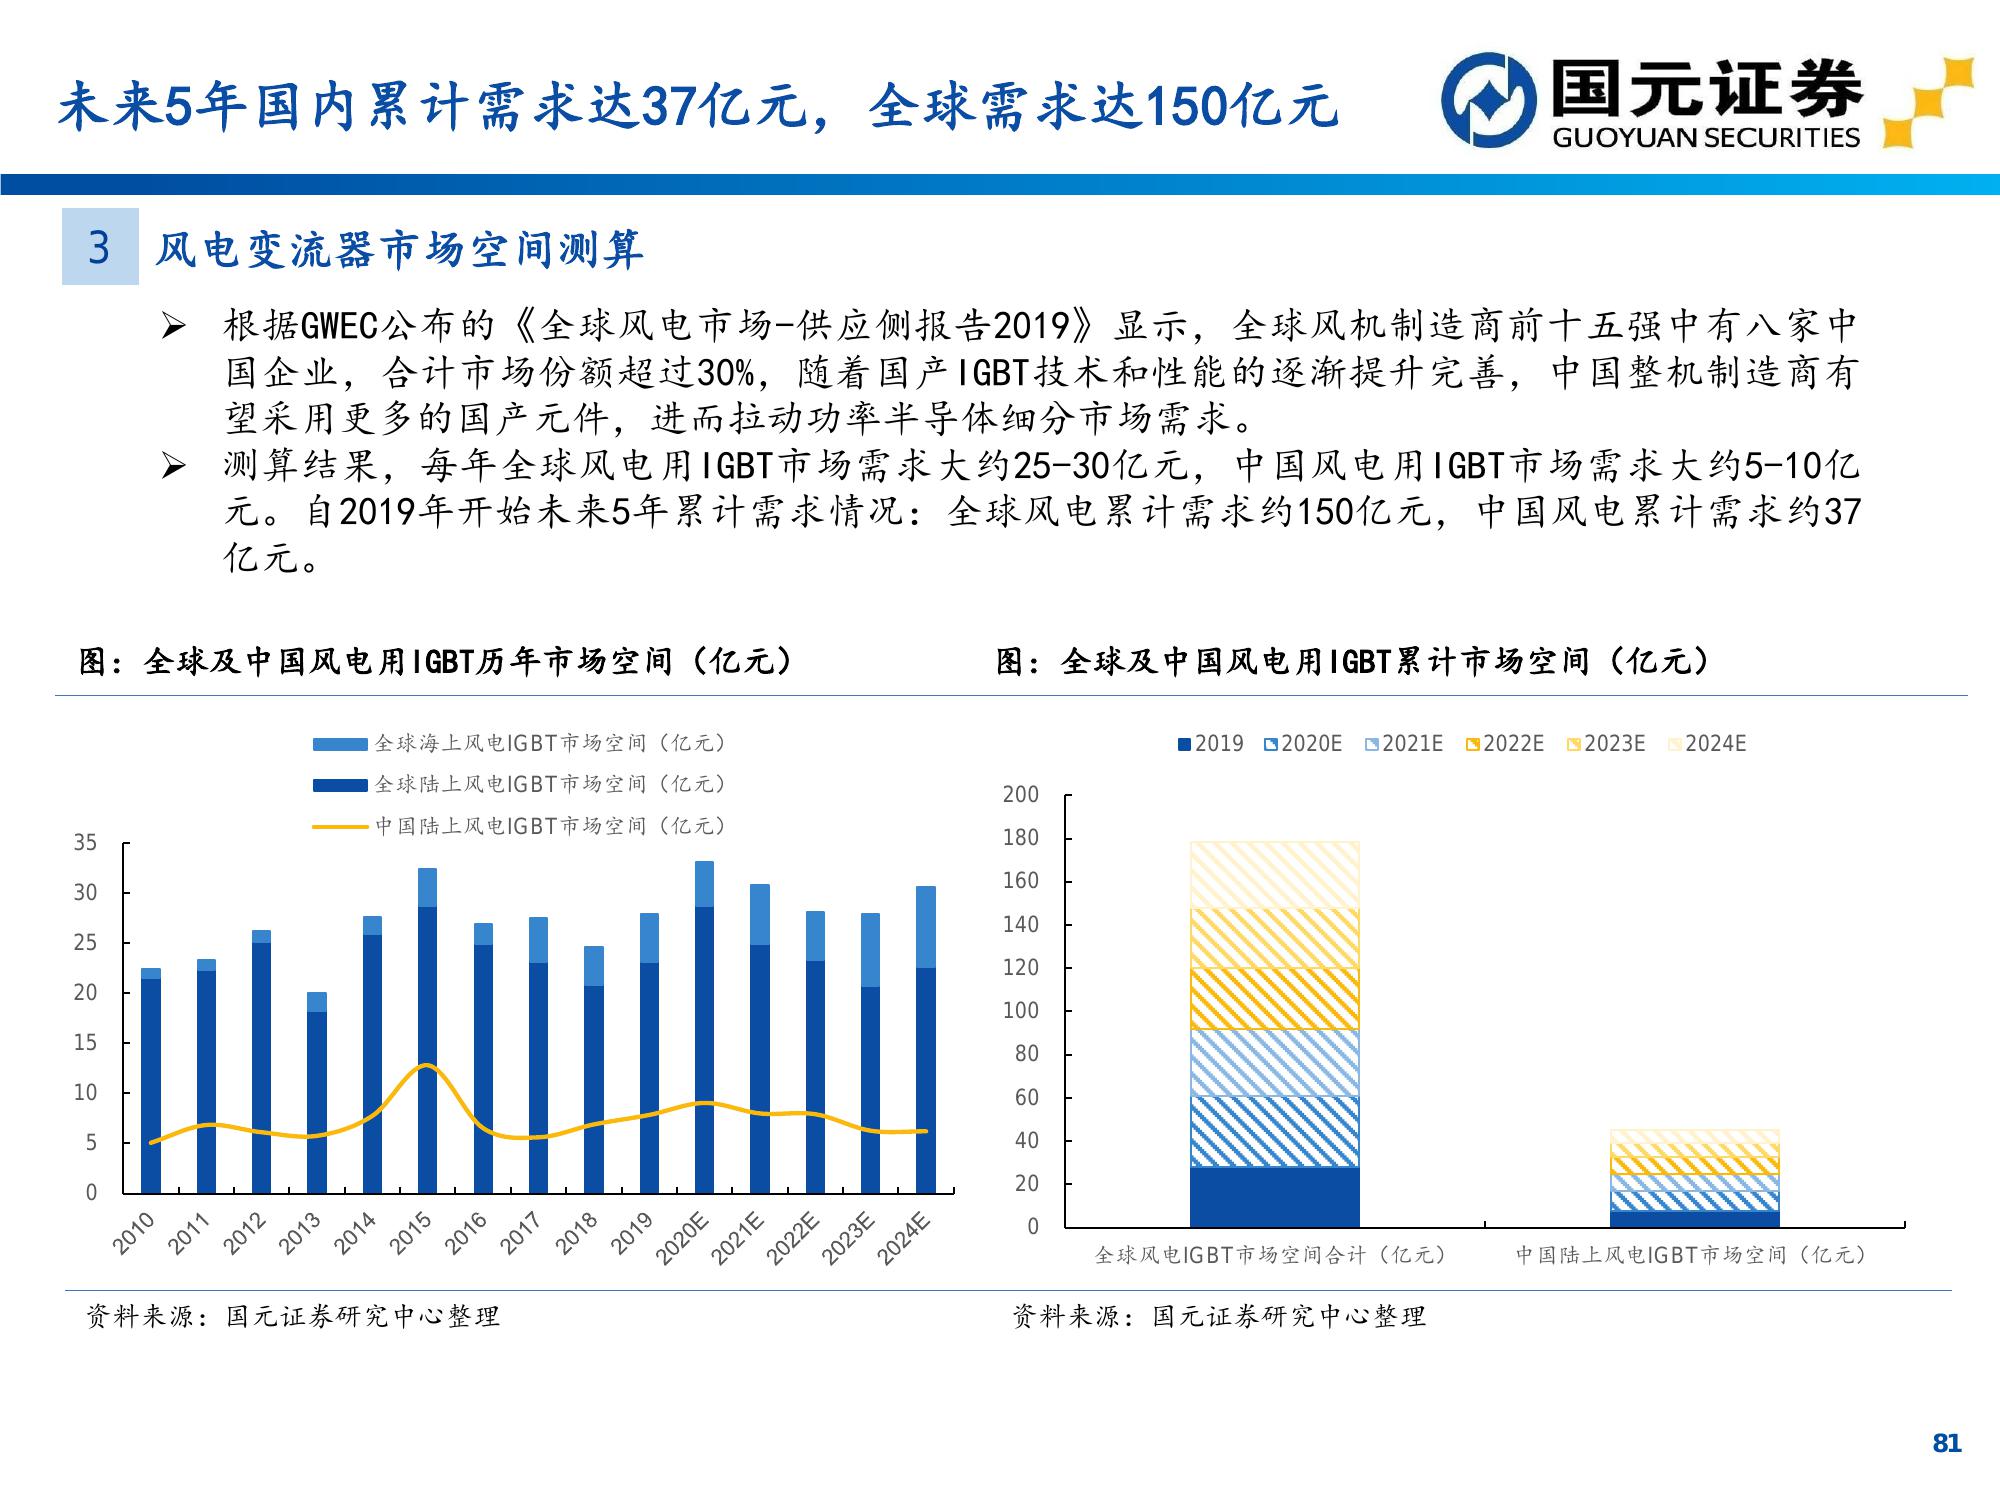 未来5年国内累计需求达37亿元，全球需求达150亿元
国元证券
GUOYUAN SECURITIES
3 风电变流器市场空间测算
➢ 根据GWEC公布的《全球风电市场-供应侧报告2019》显示，全球风机制造商前十五强中有八家中
国企业，合计市场份额超过30%，随着国产IGBT技术和性能的逐渐提升完善，中国整机制造商有
望采用更多的国产元件，进而拉动功率半导体细分市场需求。
➢ 测算结果，每年全球风电用IGBT市场需求大约25-30亿元，中国风电用IGBT市场需求大约5-10亿
元。自2019年开始未来5年累计需求情况：全球风电累计需求约150亿元，中国风电累计需求约37
亿元。
图：全球及中国风电用IGBT历年市场空间（亿元）
全球海上风电IGBT市场空间（亿元）
全球陆上风电IGBT市场空间（亿元）
中国陆上风电IGBT市场空间（亿元）
35
30
25
20
15
10
5
0
2010 2011 2012 2013 2014 2015 2016 2017 2018 2019 2020E 2021E 2022E 2023E 2024E
资料来源：国元证券研究中心整理
图：全球及中国风电用IGBT累计市场空间（亿元）
2019 2020E 2021E 2022E 2023E 2024E
200
180
160
140
120
100
80
60
40
20
0
全球风电IGBT市场空间合计（亿元） 中国陆上风电IGBT市场空间（亿元）
资料来源：国元证券研究中心整理
81